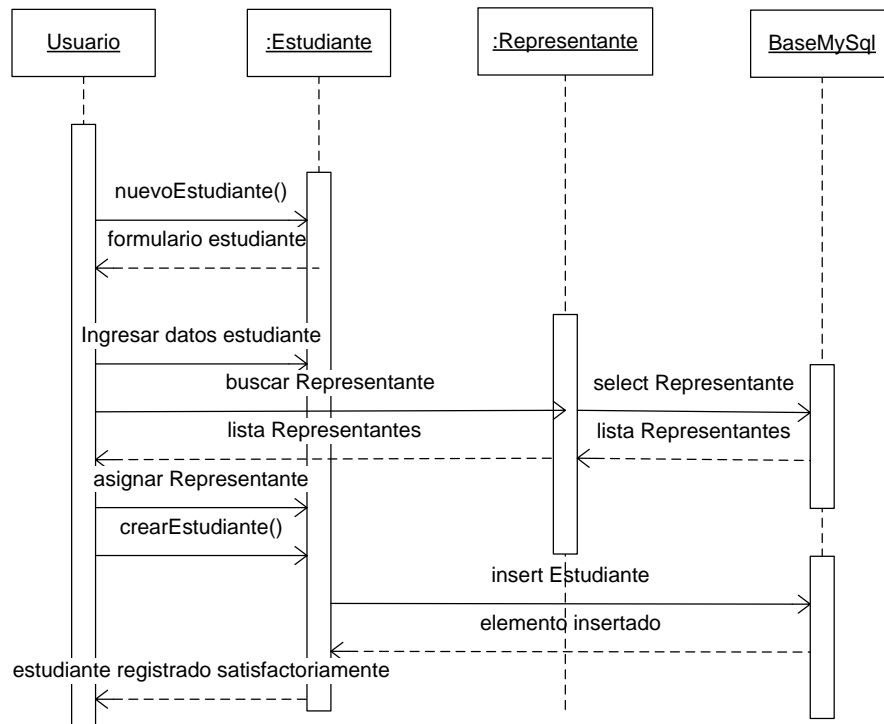 Usuario
:Estudiante
:Representante
BaseMySql
nuevoEstudiante()
formulario estudiante
Ingresar datos estudiante
buscar Representante
select Representante
lista Representantes
lista Representantes
asignar Representante
crearEstudiante()
insert Estudiante
elemento insertado
estudiante registrado satisfactoriamente